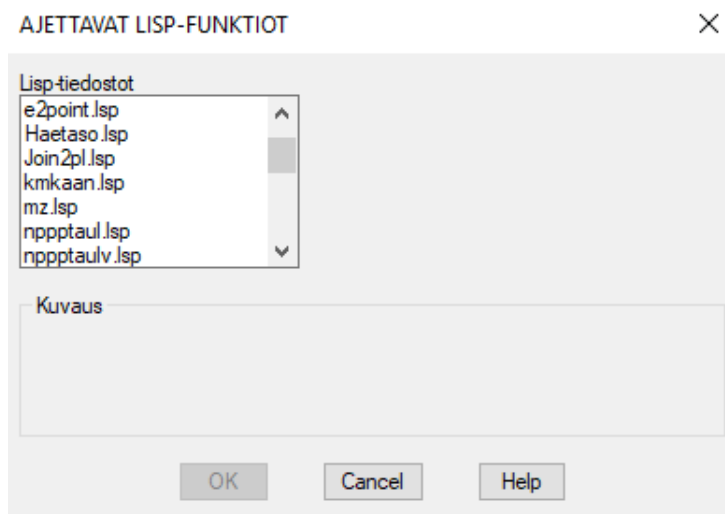 AJETTAVAT LISP-FUNKTIOT
Lisp-tiedostot
e2point.lsp
Haetaso.lsp
Join2pl.lsp
kmkaan.lsp
mz.lsp
nppptaul.lsp
nppptaulv.lsp
Kuvaus
OK
Cancel
Help